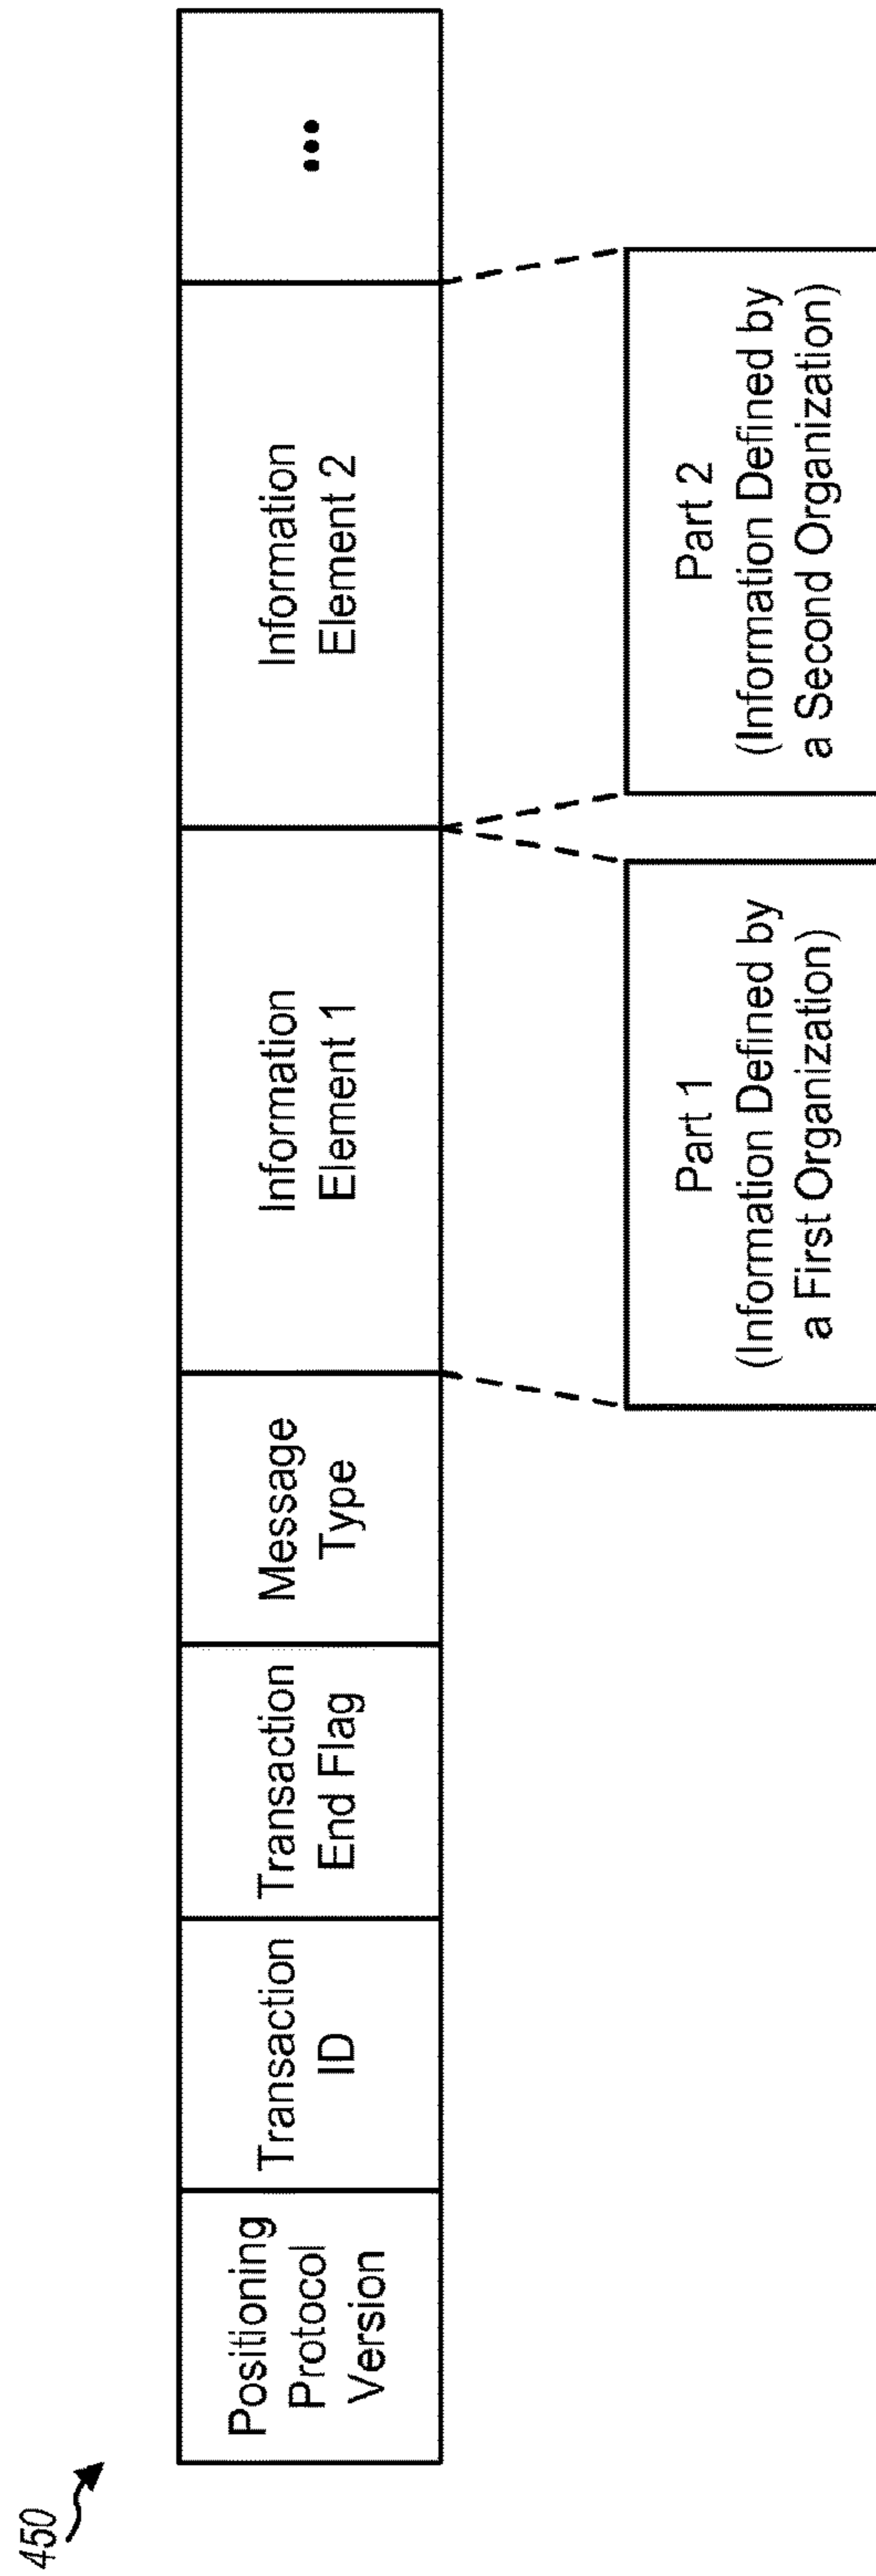 450
Positioning
Protocol
Version
Transaction
ID
Transaction
End Flag
Message
Type
Information
Element 1
Information
Element 2
•••
Part 1
(Information Defined by
a First Organization)
Part 2
(Information Defined by
a Second Organization)